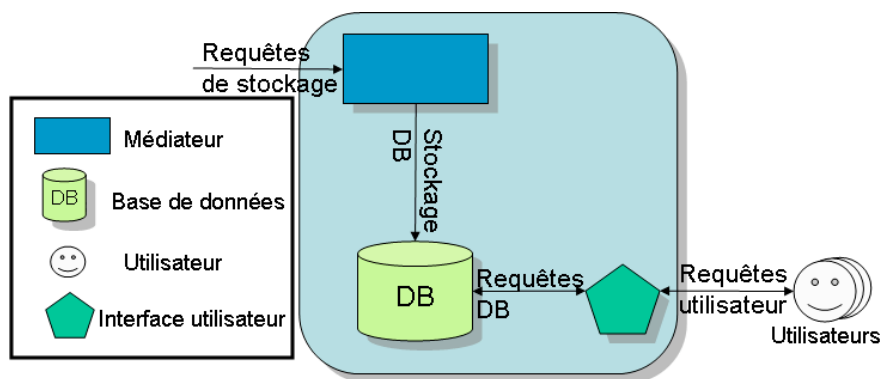 Requêtes
de stockage
Médiateur
DB
Base de données
Utilisateur
Interface utilisateur
Stockage
DB
DB
Requêtes
DB
Requêtes
utilisateur
Utilisateurs